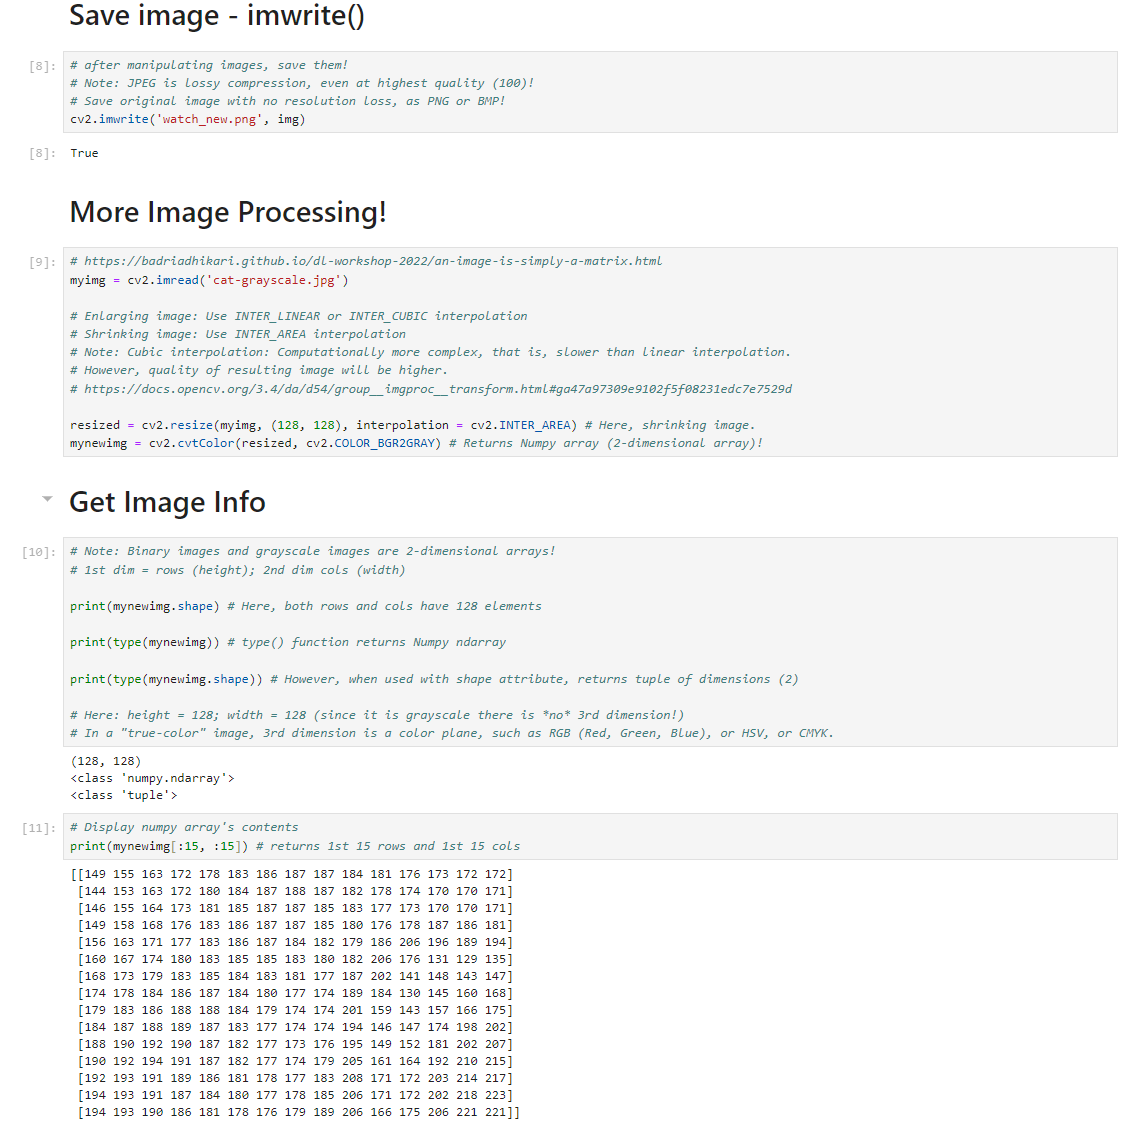 Save image - imwrite()
[8]: # after manipulating images, save them!
# Note: JPEG is lossy compression, even at highest quality (100)!
# Save original image with no resolution loss, as PNG or BMP!
cv2.imwrite('watch_new.png', img)
[8]: True
More Image Processing!
[9]: # https://badriadhikari.github.io/dl-workshop-2022/an-image-is-simply-a-matrix.html
myimg = cv2.imread('cat-grayscale.jpg')
# Enlarging image: Use INTER_LINEAR or INTER_CUBIC interpolation
# Shrinking image: Use INTER_AREA interpolation
# Note: Cubic interpolation: Computationally more complex, that is, slower than linear interpolation.
# However, quality of resulting image will be higher.
# https://docs.opencv.org/3.4/da/d54/group__imgproc__transform.html#ga47a97309e9102f5f08231edc7e7529d
resized = cv2.resize(myimg, (128, 128), interpolation = cv2.INTER_AREA) # Here, shrinking image.
mynewimg = cv2.cvtColor(resized, cv2.COLOR_BGR2GRAY) # Returns Numpy array (2-dimensional array)!
Get Image Info
[10]: # Note: Binary images and grayscale images are 2-dimensional arrays!
# 1st dim = rows (height); 2nd dim cols (width)
print(mynewimg.shape) # Here, both rows and cols have 128 elements
print(type(mynewimg)) # type() function returns Numpy ndarray
print(type(mynewimg.shape)) # However, when used with shape attribute, returns tuple of dimensions (2)
# Here: height = 128; width = 128 (since it is grayscale there is *no* 3rd dimension!)
# In a "true-color" image, 3rd dimension is a color plane, such as RGB (Red, Green, Blue), or HSV, or CMYK.
(128, 128)
<class 'numpy.ndarray'>
<class 'tuple'>
[11]: # Display numpy array's contents
print(mynewimg[:15, :15]) # returns 1st 15 rows and 1st 15 cols
[[149 155 163 172 178 183 186 187 187 184 181 176 173 172 172]
[144 153 163 172 180 184 187 188 187 182 178 174 170 170 171]
[146 155 164 173 181 185 187 187 185 183 177 173 170 170 171]
[149 158 168 176 183 186 187 187 185 180 176 178 187 186 181]
[156 163 171 177 183 186 187 184 182 179 186 206 196 189 194]
[160 167 174 180 183 185 185 183 180 182 206 176 131 129 135]
[168 173 179 183 185 184 183 181 177 187 202 141 148 143 147]
[174 178 184 186 187 184 180 177 174 189 184 130 145 160 168]
[179 183 186 188 188 184 179 174 174 201 159 143 157 166 175]
[184 187 188 189 187 183 177 174 174 194 146 147 174 198 202]
[188 190 192 190 187 182 177 173 176 195 149 152 181 202 207]
[190 192 194 191 187 182 177 174 179 205 161 164 192 210 215]
[192 193 191 189 186 181 178 177 183 208 171 172 203 214 217]
[194 193 191 187 184 180 177 178 185 206 171 172 202 218 223]
[194 193 190 186 181 178 176 179 189 206 166 175 206 221 221]]